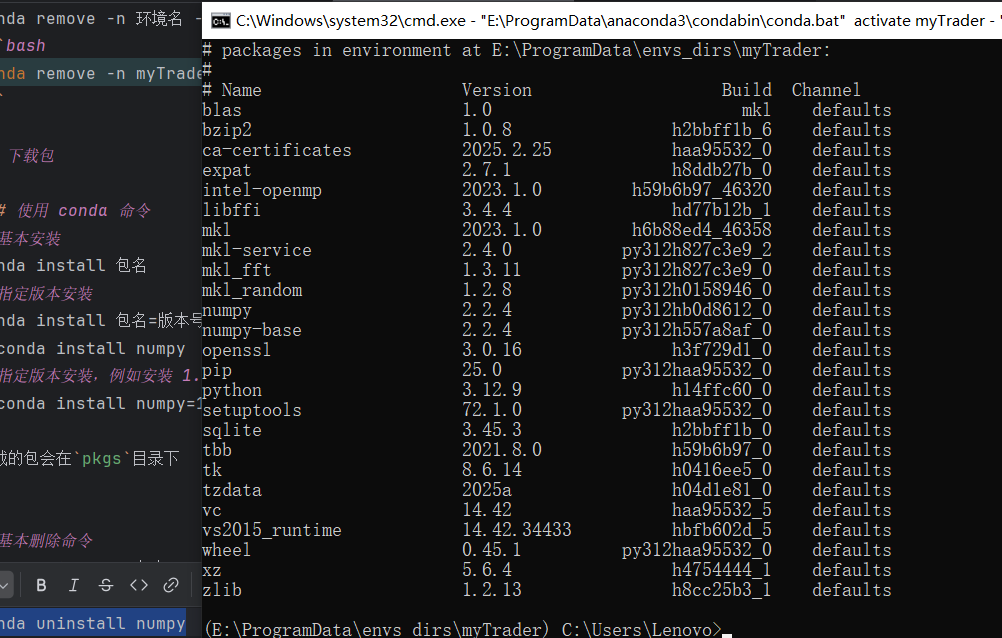 nda remove -n 环境名 -
`bash
nda remove -n myTrade
`
下载包
# 使用 conda 命令
基本安装
nda install 包名
指定版本安装
nda install 包名=版本号
conda install numpy
指定版本安装，例如安装 1.
conda install numpy=1
的包会在`pkgs`目录下
基本删除命令
B I S <>
nda uninstall numpy
C:\Windows\system32\cmd.exe - "E:\ProgramData\anaconda3\condabin\conda.bat" activate myTrader - "
# packages in environment at E:\ProgramData\envs_dirs\myTrader:
#
# Name Version Build Channel
blas 1.0 mkl defaults
bzip2 1.0.8 h2bbff1b_6 defaults
ca-certificates 2025.2.25 haa95532_0 defaults
expat 2.7.1 h8ddb27b_0 defaults
intel-openmp 2023.1.0 h59b6b97_46320 defaults
libffi 3.4.4 hd77b12b_1 defaults
mkl 2023.1.0 h6b88ed4_46358 defaults
mkl-service 2.4.0 py312h827c3e9_2 defaults
mkl_fft 1.3.11 py312h827c3e9_0 defaults
mkl_random 1.2.8 py312h0158946_0 defaults
numpy 2.2.4 py312hb0d8612_0 defaults
numpy-base 2.2.4 py312h557a8af_0 defaults
openssl 3.0.16 h3f729d1_0 defaults
pip 25.0 py312haa95532_0 defaults
python 3.12.9 h14ffc60_0 defaults
setuptools 72.1.0 py312haa95532_0 defaults
sqlite 3.45.3 h2bbff1b_0 defaults
tbb 2021.8.0 h59b6b97_0 defaults
tk 8.6.14 h0416ee5_0 defaults
tzdata 2025a h04d1e81_0 defaults
vc 14.42 haa95532_5 defaults
vs2015_runtime 14.42.34433 hbfb602d_5 defaults
wheel 0.45.1 py312haa95532_0 defaults
xz 5.6.4 h4754444_1 defaults
zlib 1.2.13 h8cc25b3_1 defaults
(E:\ProgramData\envs_dirs\myTrader) C:\Users\Lenovo>